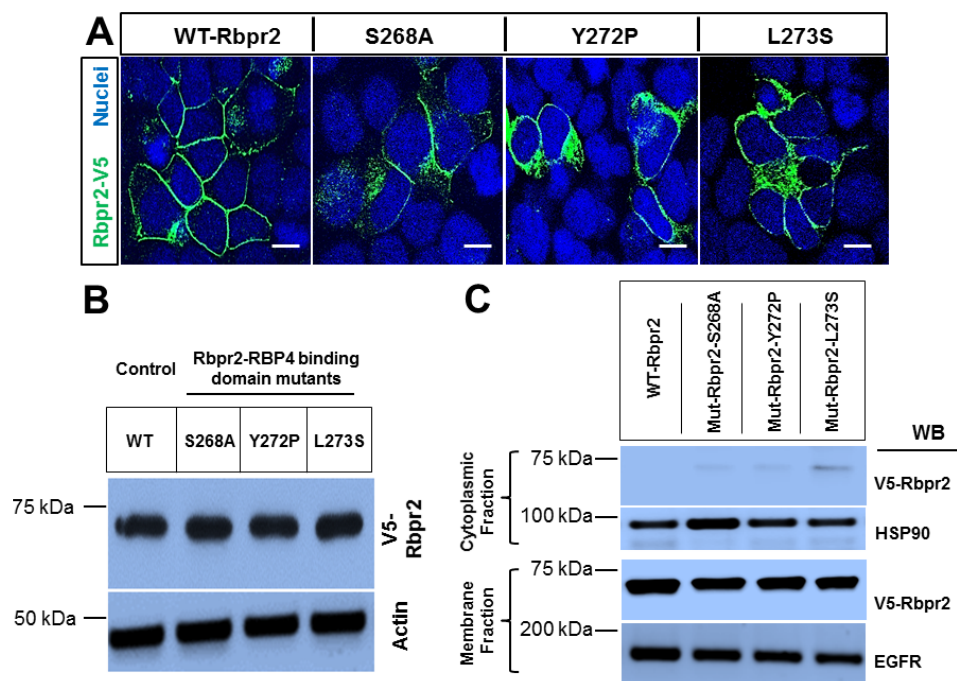 A
WT-Rbpr2 S268A Y272P L273S
Rbpr2-V5 Nuclei
B
Control
Rbpr2-RBP4 binding
domain mutants
WT S268A Y272P L273S
75 kDa
V5-
Rbpr2
50 kDa
Actin
C
WT-Rbpr2
Mut-Rbpr2-S268A
Mut-Rbpr2-Y272P
Mut-Rbpr2-L273S
WB
Cytoplasmic
Fraction
75 kDa
V5-Rbpr2
100 kDa
HSP90
Membrane
Fraction
75 kDa
V5-Rbpr2
200 kDa
EGFR